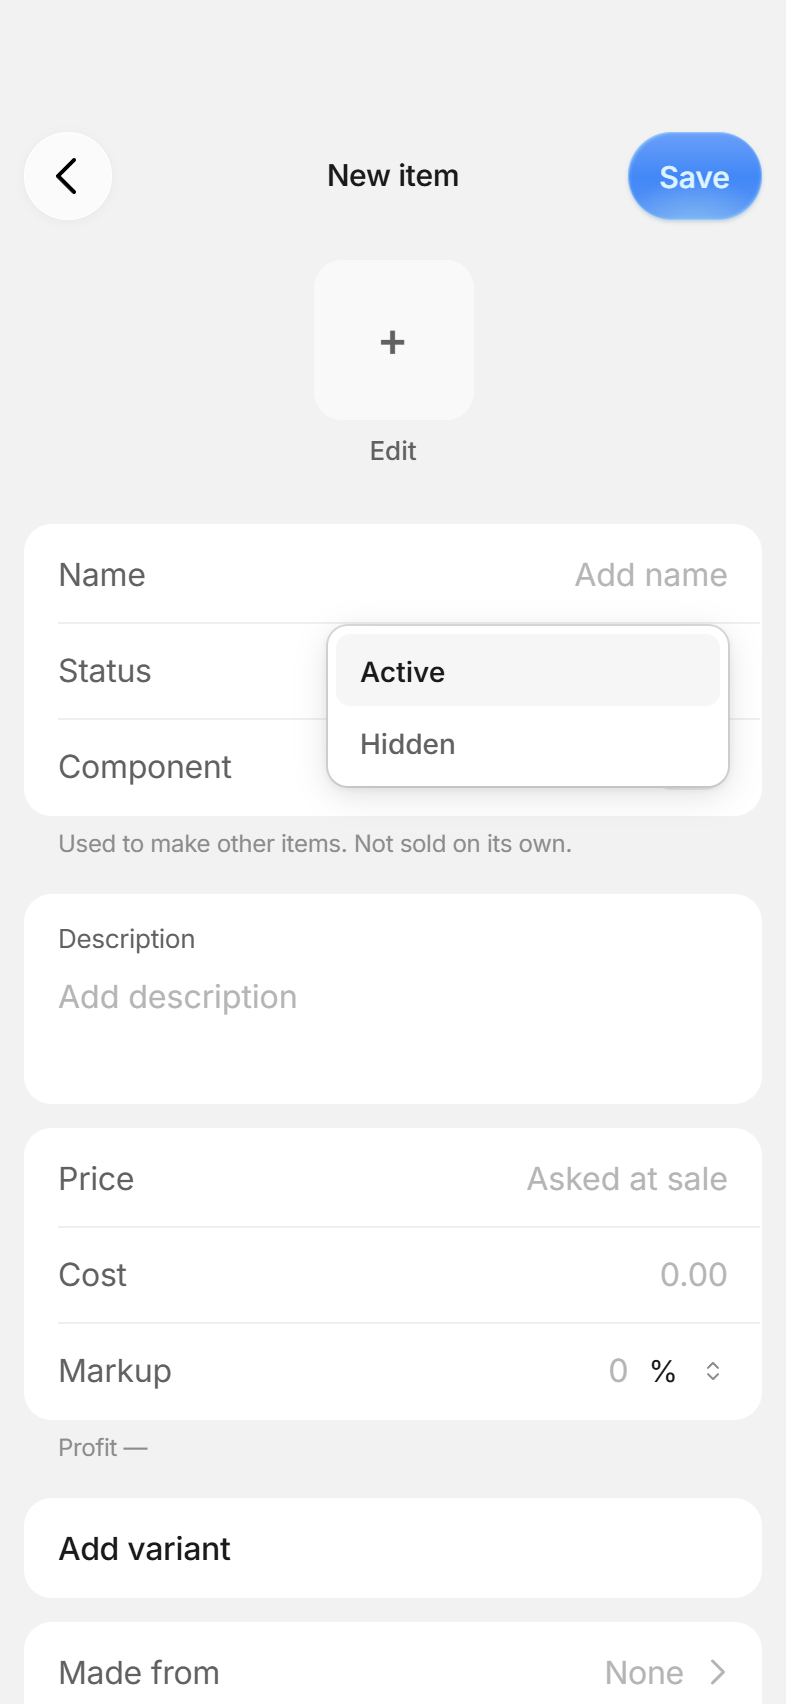 New item
Save
+
Edit
Name
Add name
Status
Active
Hidden
Component
Used to make other items. Not sold on its own.
Description
Add description
Price
Asked at sale
Cost
0.00
Markup
0 %
Profit —
Add variant
Made from
None